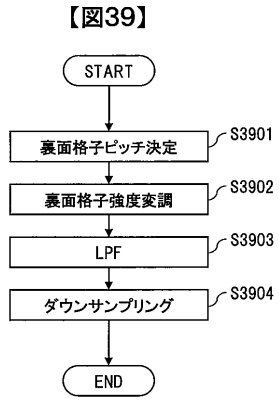 【図39】
START
裏面格子ピッチ決定
S3901
裏面格子強度変調
S3902
LPF
S3903
ダウンサンプリング
S3904
END